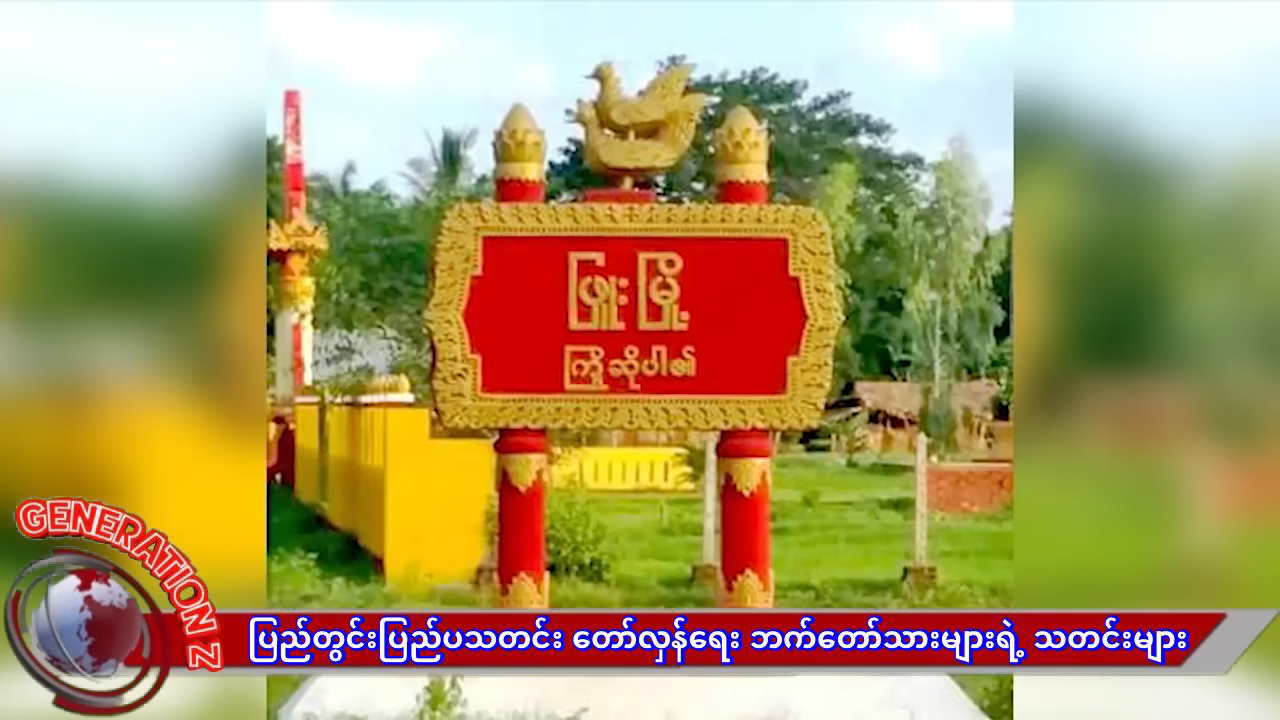 ဖြူးမြို့
ကြိုဆိုပါ၏
GENERATION Z
ပြည်တွင်းပြည်ပသတင်း တော်လှန်ရေး ဘက်တော်သားများရဲ့ သတင်းများ